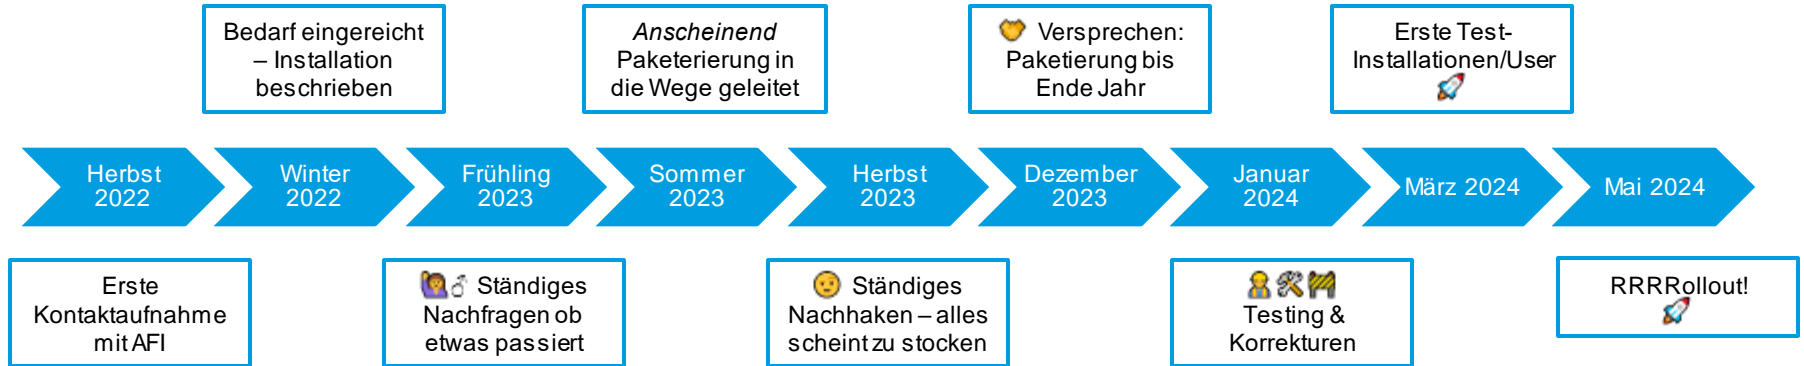 Bedarf eingereicht
– Installation
beschrieben
Anscheinend
Paketerierung in
die Wege geleitet
🤝 Versprechen:
Paketierung bis
Ende Jahr
Erste Test-
Installationen/User
🚀
Herbst
2022
Winter
2022
Frühling
2023
Sommer
2023
Herbst
2023
Dezember
2023
Januar
2024
März 2024
Mai 2024
Erste
Kontaktaufnahme
mit AFI
🙋🏽‍♀️💣 Ständiges
Nachfragen ob
etwas passiert
😕 Ständiges
Nachhaken – alles
scheint zu stocken
👷🛠🚧
Testing &
Korrekturen
RRRRollout!
🚀